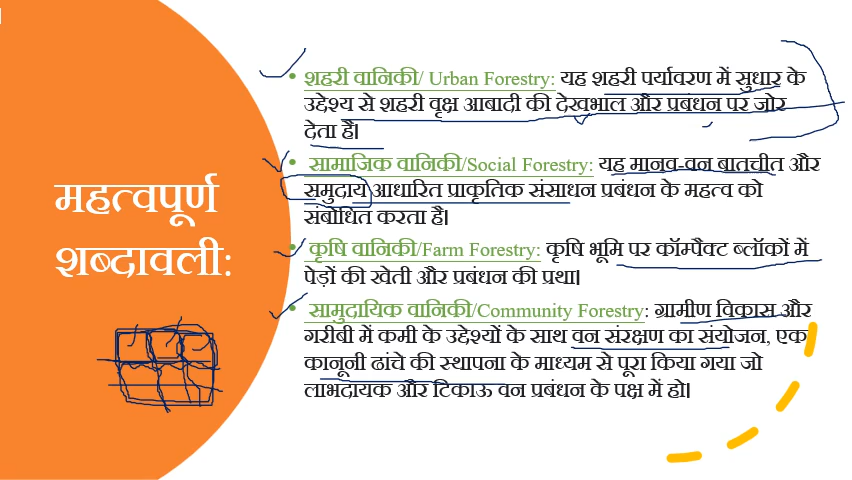 महत्वपूर्ण
शब्दावली:
• शहरी वानिकी/ Urban Forestry: यह शहरी पर्यावरण में सुधार के
उद्देश्य से शहरी वृक्ष आबादी की देखभाल और प्रबंधन पर जोर
देता है।
• सामाजिक वानिकी/Social Forestry: यह मानव-वन बातचीत और
समुदाय आधारित प्राकृतिक संसाधन प्रबंधन के महत्व को
संबोधित करता है।
• कृषि वानिकी/Farm Forestry: कृषि भूमि पर कॉम्पैक्ट ब्लॉकों में
पेड़ों की खेती और प्रबंधन की प्रथा।
• सामुदायिक वानिकी/Community Forestry: ग्रामीण विकास और
गरीबी में कमी के उद्देश्यों के साथ वन संरक्षण का संयोजन, एक
कानूनी ढांचे की स्थापना के माध्यम से पूरा किया गया जो
लाभदायक और टिकाऊ वन प्रबंधन के पक्ष में हो।